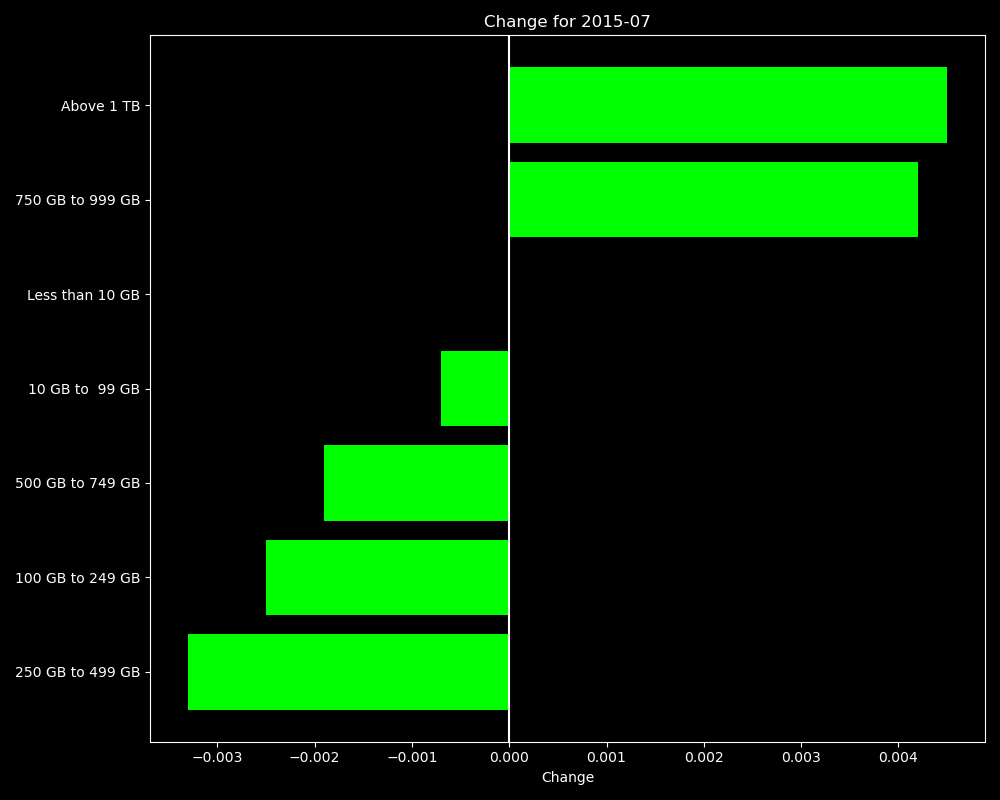 Change for 2015-07
Above 1 TB
750 GB to 999 GB
Less than 10 GB
10 GB to  99 GB
500 GB to 749 GB
100 GB to 249 GB
250 GB to 499 GB
−0.003 −0.002 −0.001 0.000 0.001 0.002 0.003 0.004
Change